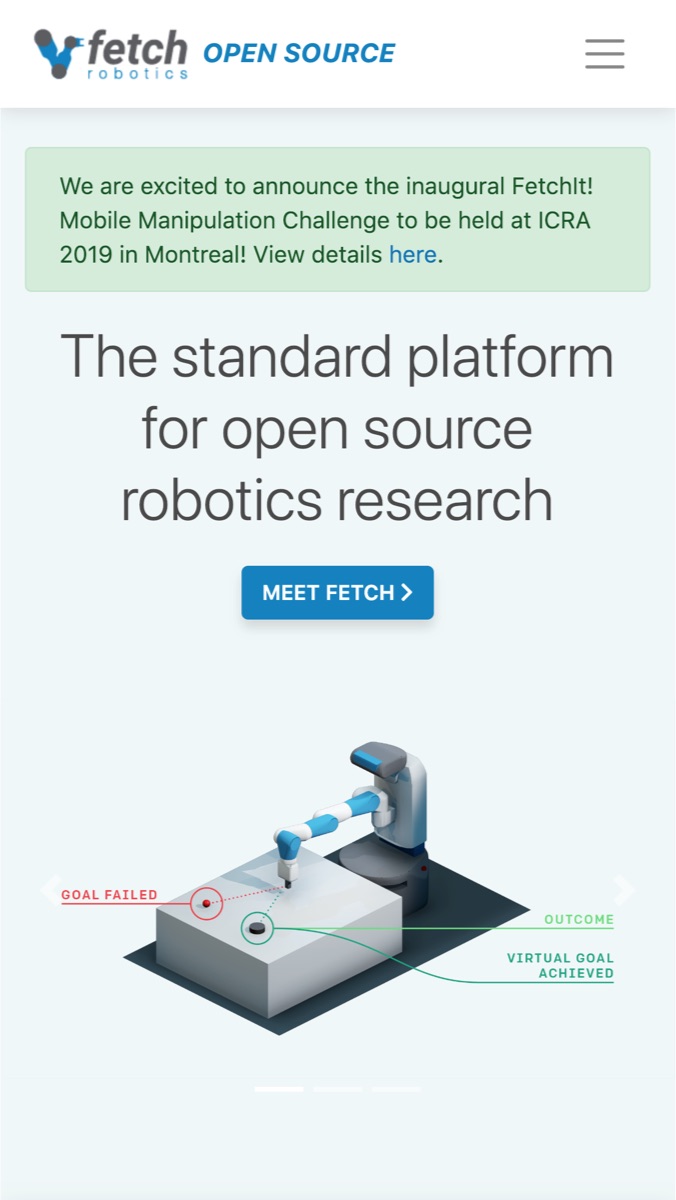 fetch
robotics
OPEN SOURCE
We are excited to announce the inaugural FetchIt!
Mobile Manipulation Challenge to be held at ICRA
2019 in Montreal! View details here.
The standard platform
for open source
robotics research
MEET FETCH
GOAL FAILED
OUTCOME
VIRTUAL GOAL
ACHIEVED